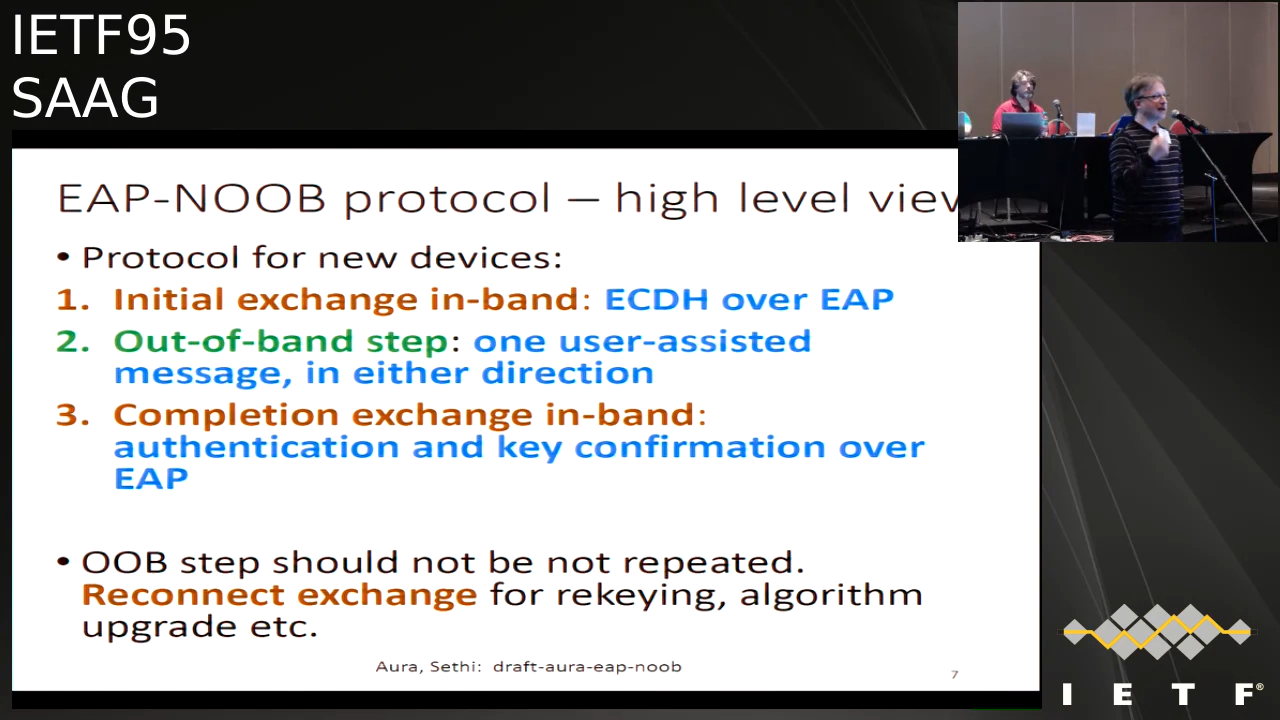 IETF95
SAAG
EAP-NOOB protocol – high level view
• Protocol for new devices:
1. Initial exchange in-band: ECDH over EAP
2. Out-of-band step: one user-assisted
message, in either direction
3. Completion exchange in-band:
authentication and key confirmation over
EAP
• OOB step should not be not repeated.
Reconnect exchange for rekeying, algorithm
upgrade etc.
Aura, Sethi: draft-aura-eap-noob
7
I E T F®